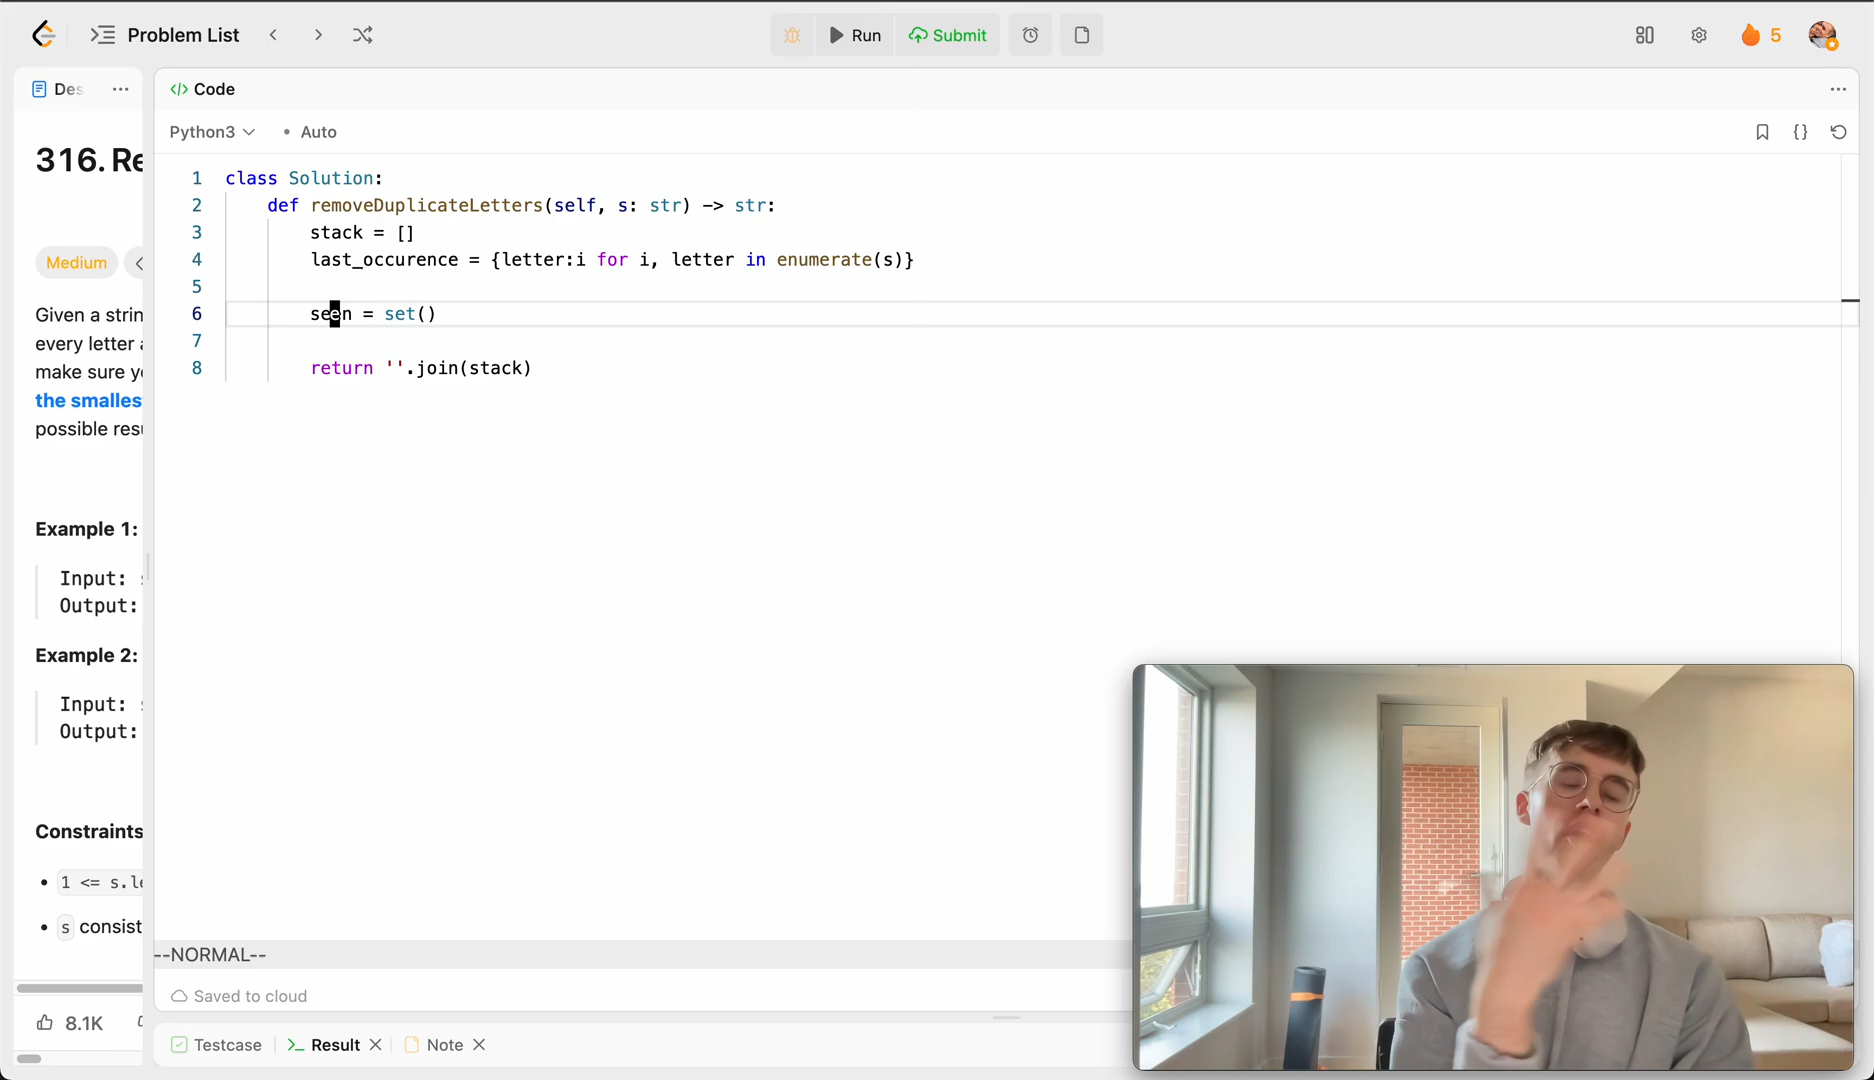 Problem List
Run
Submit
5
Des
Code
Python3
Auto
316. Re
Medium
Given a strin
every letter a
make sure yo
the smalles
possible resu
Example 1:
Input: s
Output:
Example 2:
Input: s
Output:
Constraints
1 <= s.le
s consist
8.1K
1 class Solution:
2 def removeDuplicateLetters(self, s: str) -> str:
3 stack = []
4 last_occurence = {letter:i for i, letter in enumerate(s)}
5
6 seen = set()
7
8 return ''.join(stack)
--NORMAL--
Saved to cloud
Testcase
Result
Note